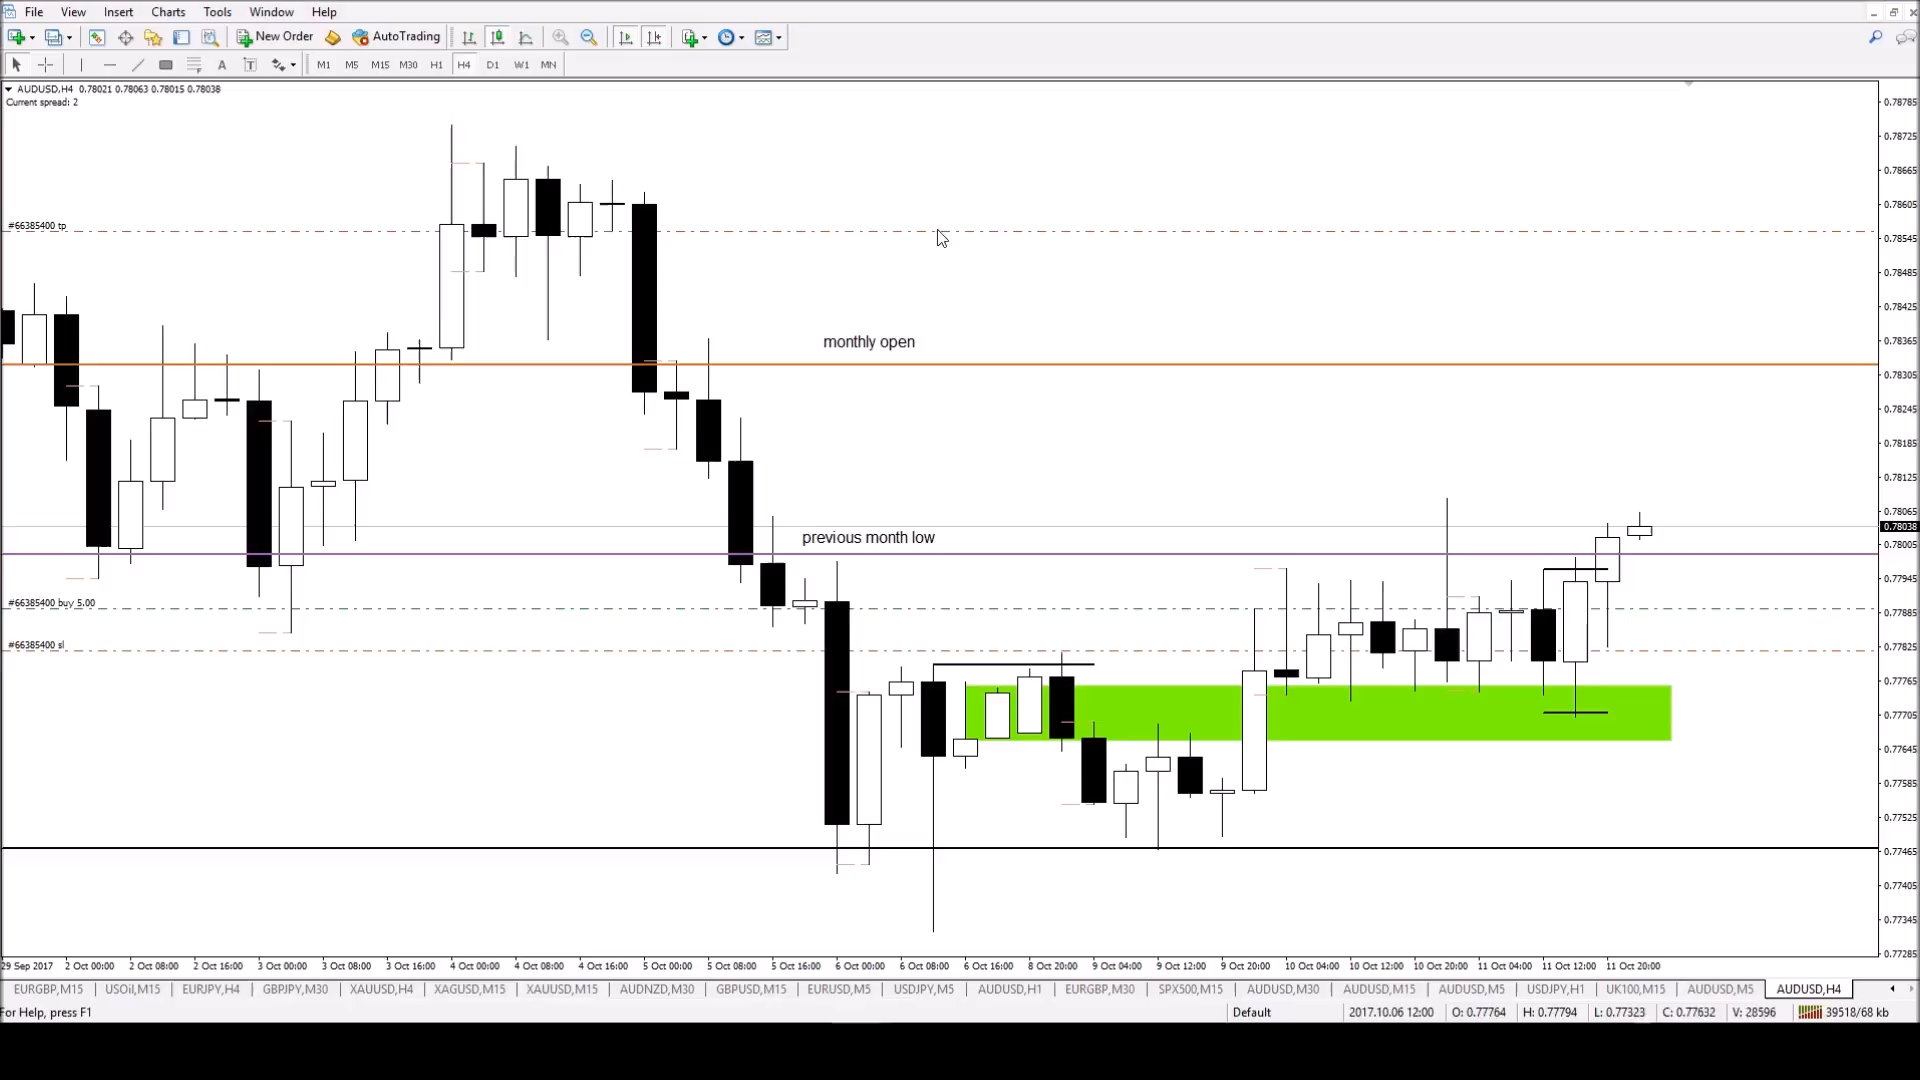 File View Insert Charts Tools Window Help
New Order AutoTrading
A T M1 M5 M15 M30 H1 H4 D1 W1 MN
AUDUSD,H4 0.78021 0.78063 0.78015 0.78038
Current spread: 2
0.78785
0.78725
0.78665
0.78605
#66385400 tp
0.78545
0.78485
0.78425
monthly open
0.78365
0.78305
0.78245
0.78185
0.78125
0.78065
0.78038
previous month low
0.78005
0.77945
#66385400 buy 5.00
0.77885
#66385400 sl
0.77825
0.77765
0.77705
0.77645
0.77585
0.77525
0.77465
0.77405
0.77345
0.77285
29 Sep 2017 2 Oct 00:00 2 Oct 08:00 2 Oct 16:00 3 Oct 00:00 3 Oct 08:00 3 Oct 16:00 4 Oct 00:00 4 Oct 08:00 4 Oct 16:00 5 Oct 00:00 5 Oct 08:00 5 Oct 16:00 6 Oct 00:00 6 Oct 08:00 6 Oct 16:00 8 Oct 20:00 9 Oct 04:00 9 Oct 12:00 9 Oct 20:00 10 Oct 04:00 10 Oct 12:00 10 Oct 20:00 11 Oct 04:00 11 Oct 12:00 11 Oct 20:00
EURGBP,M15 USOil,M15 EURJPY,H4 GBPJPY,M30 XAUUSD,H4 XAGUSD,M15 XAUUSD,M15 AUDNZD,M30 GBPUSD,M15 EURUSD,M5 USDJPY,M5 AUDUSD,H1 EURGBP,M30 SPX500,M15 AUDUSD,M30 AUDUSD,M15 AUDUSD,M5 USDJPY,H1 UK100,M15 AUDUSD,M5 AUDUSD,H4
For Help, press F1 Default 2017.10.06 12:00 O: 0.77764 H: 0.77794 L: 0.77323 C: 0.77632 V: 28596 39518/68 kb